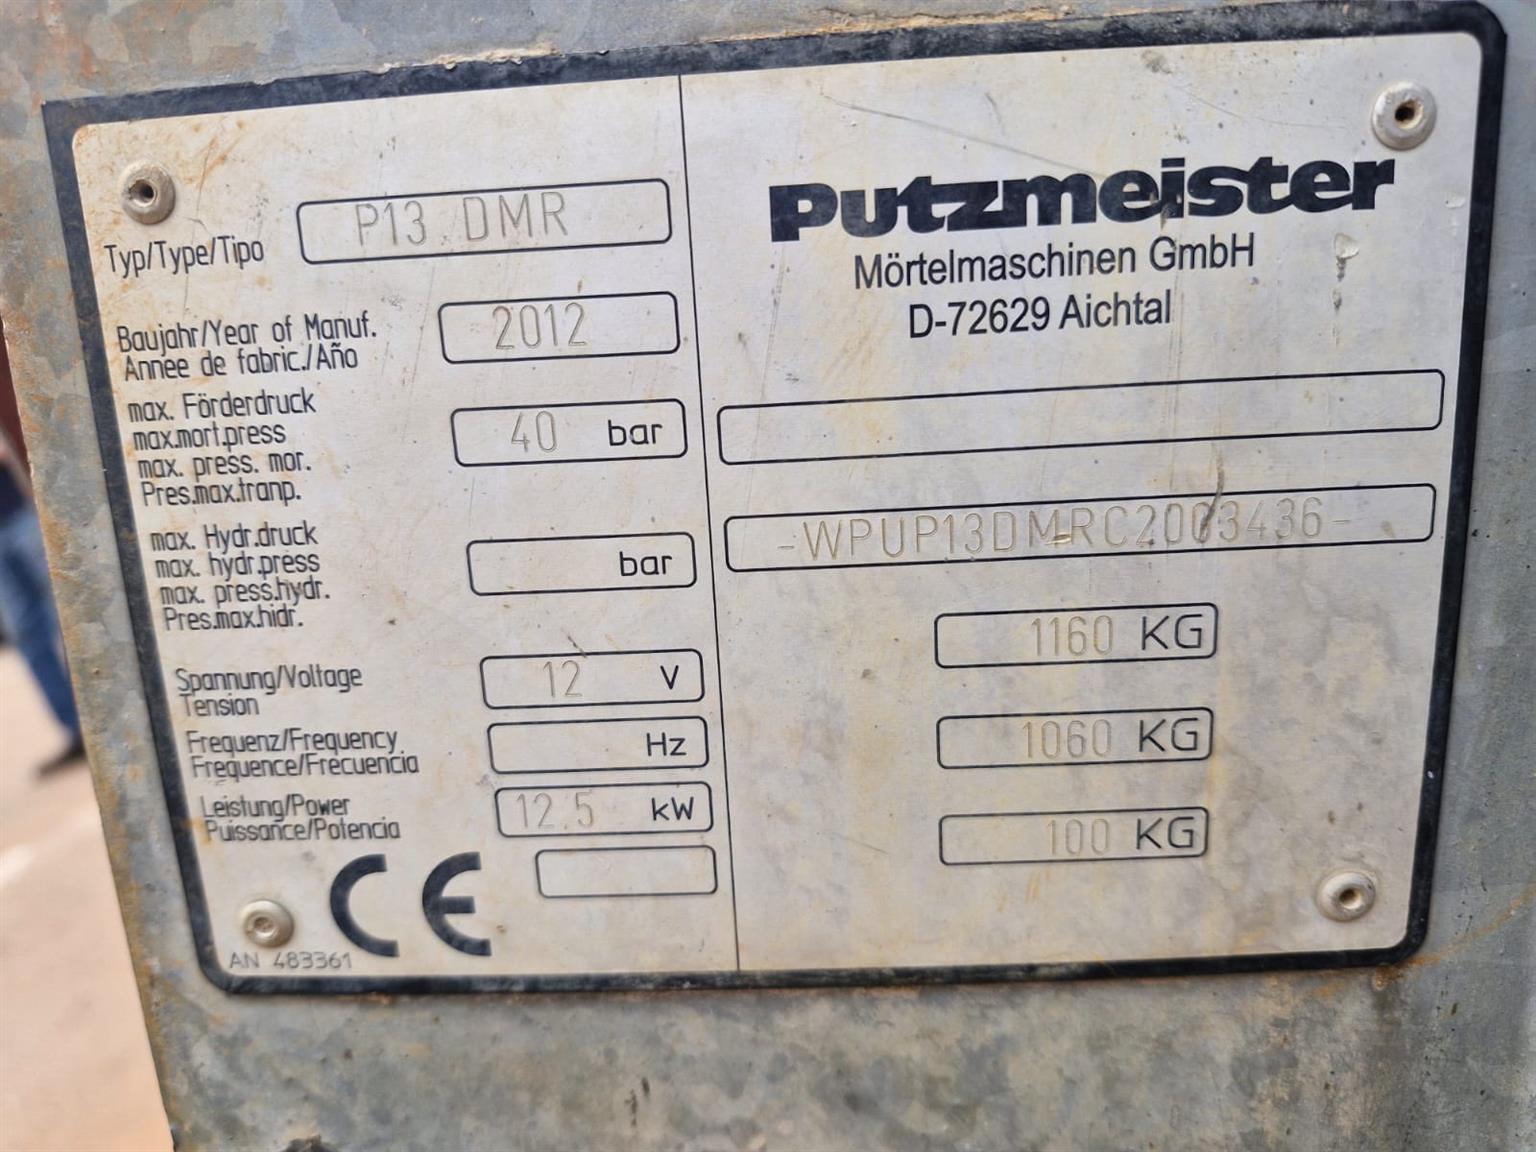 Typ/Type/Tipo P13 DMR
Baujahr/Year of Manuf.
Annee de fabric./Año
2012
max. Förderdruck
max.mort.press
max. press. mor.
Pres.max.tranp.
40 bar
max. Hydr.druck
max. hydr.press
max. press.hydr.
Pres.max.hidr.
bar
Spannung/Voltage
Tension
12 V
Frequenz/Frequency
Frequence/Frecuencia
Hz
Leistung/Power
Puissance/Potencia
12.5 kW
CE
AN 483361
Putzmeister
Mörtelmaschinen GmbH
D-72629 Aichtal
-WPUP13DMRC2003436-
1160 KG
1060 KG
100 KG